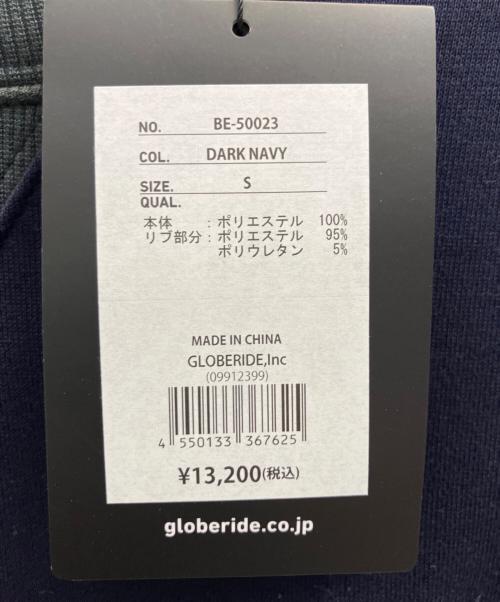 NO. BE-50023
COL. DARK NAVY
SIZE. S
QUAL.
本体 : ポリエステル 100%
リブ部分 : ポリエステル 95%
ポリウレタン 5%
MADE IN CHINA
GLOBERIDE,Inc
(09912399)
4 550133 367625
¥13,200(税込)
globeride.co.jp